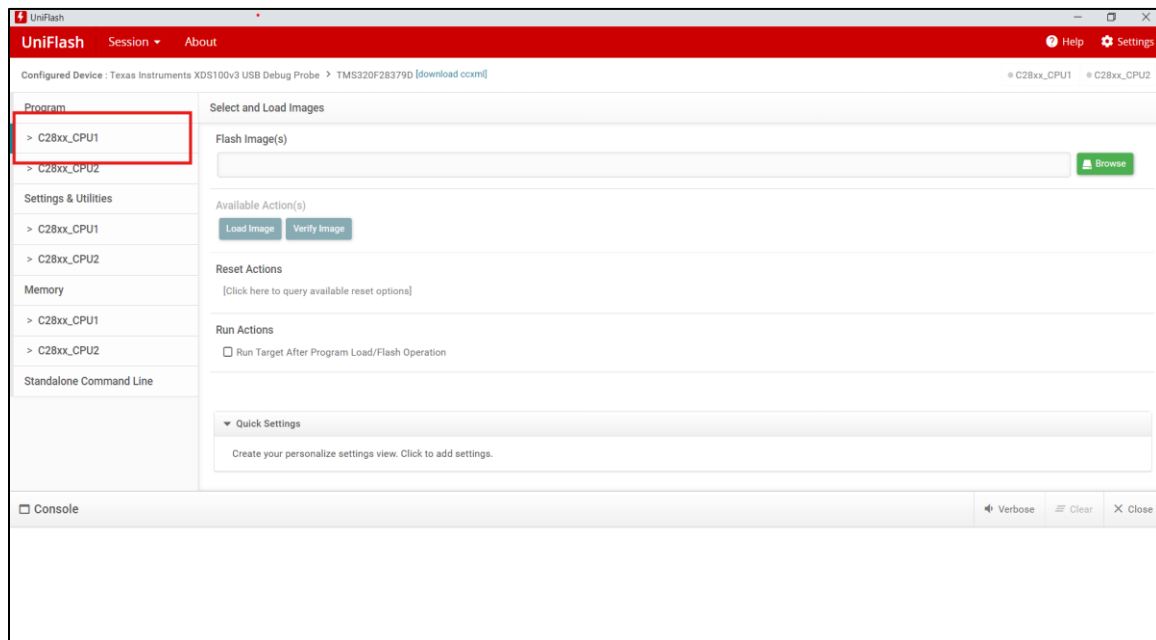 UniFlash
UniFlash Session About Help Settings
Configured Device : Texas Instruments XDS100v3 USB Debug Probe > TMS320F28379D [download ccxml] C28xx_CPU1 C28xx_CPU2
Program
> C28xx_CPU1
> C28xx_CPU2
Settings & Utilities
> C28xx_CPU1
> C28xx_CPU2
Memory
> C28xx_CPU1
> C28xx_CPU2
Standalone Command Line
Select and Load Images
Flash Image(s)
Browse
Available Action(s)
Load Image Verify Image
Reset Actions
[Click here to query available reset options]
Run Actions
Run Target After Program Load/Flash Operation
Quick Settings
Create your personalize settings view. Click to add settings.
Console Verbose Clear Close